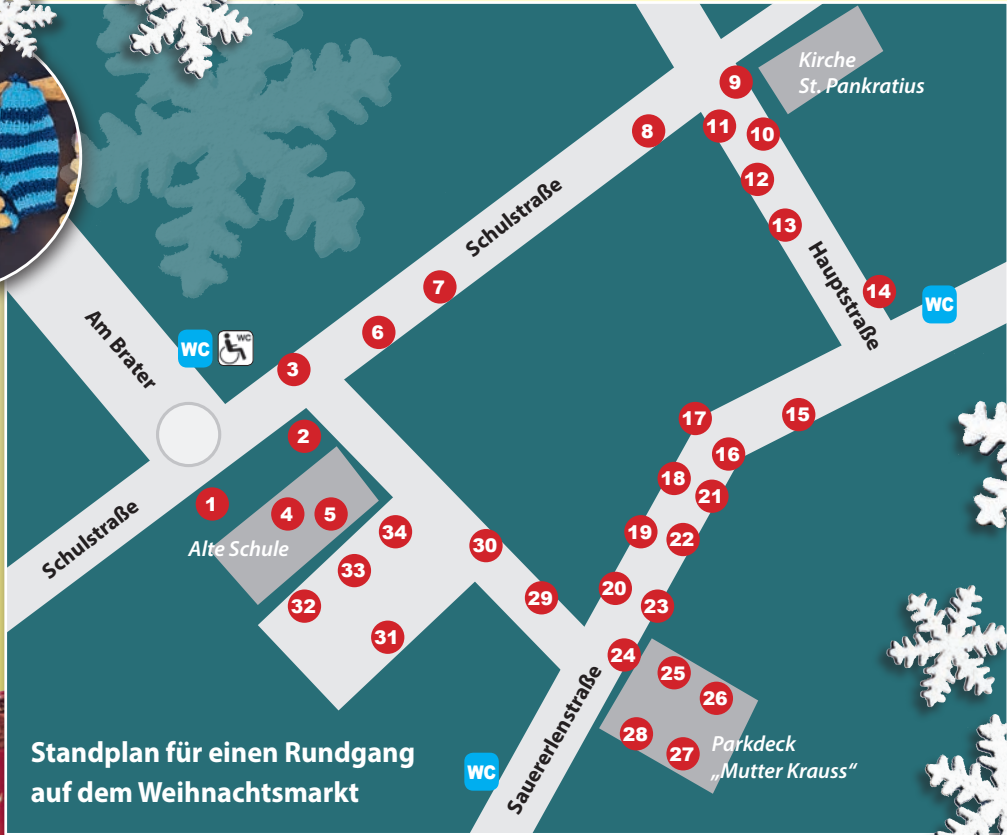 Kirche
St. Pankratius
9
8
11
10
12
13
Schulstraße
Hauptstraße
14
WC
7
6
Am Brater
WC
WC
3
2
1
4
5
Alte Schule
Schulstraße
34
33
32
31
30
29
15
17
16
18
21
19
22
20
23
24
25
26
28
27
Parkdeck
„Mutter Krauss“
Sauererlenstraße
WC
Standplan für einen Rundgang
auf dem Weihnachtsmarkt